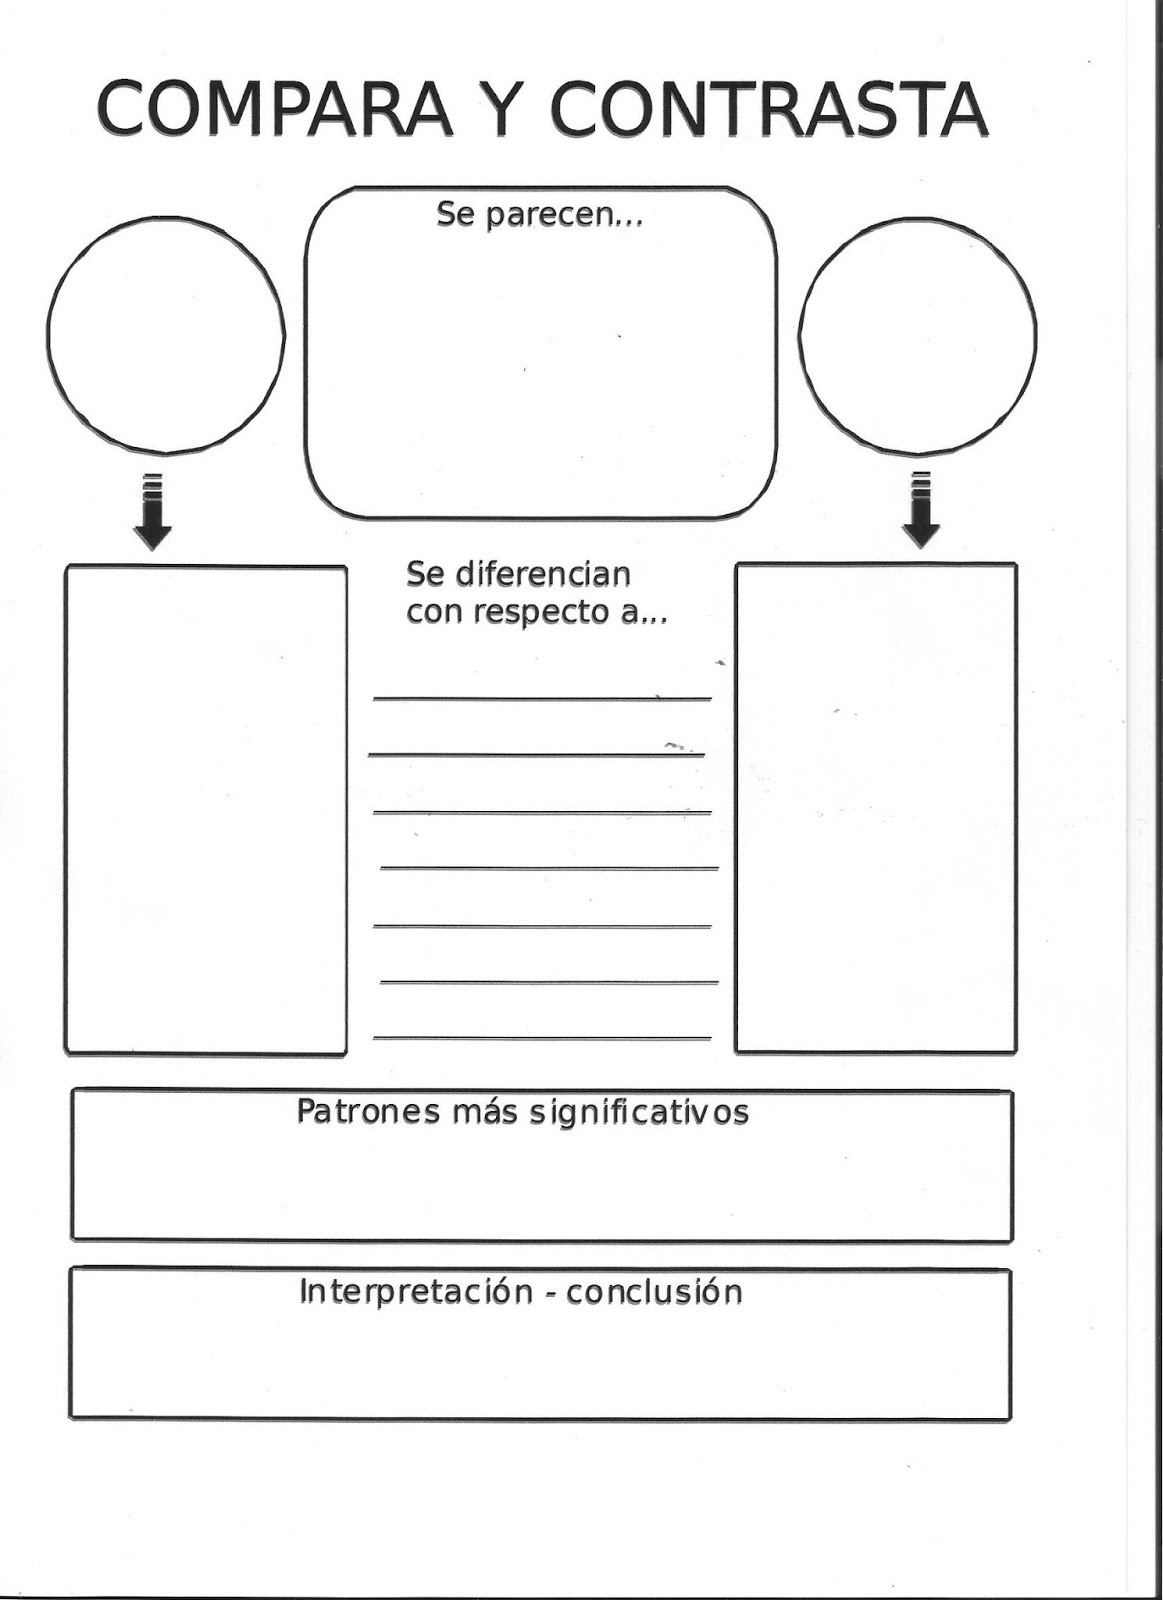 COMPARA Y CONTRASTA
Se parecen...
Se diferencian
con respecto a...
Patrones más significativos
Interpretación - conclusión